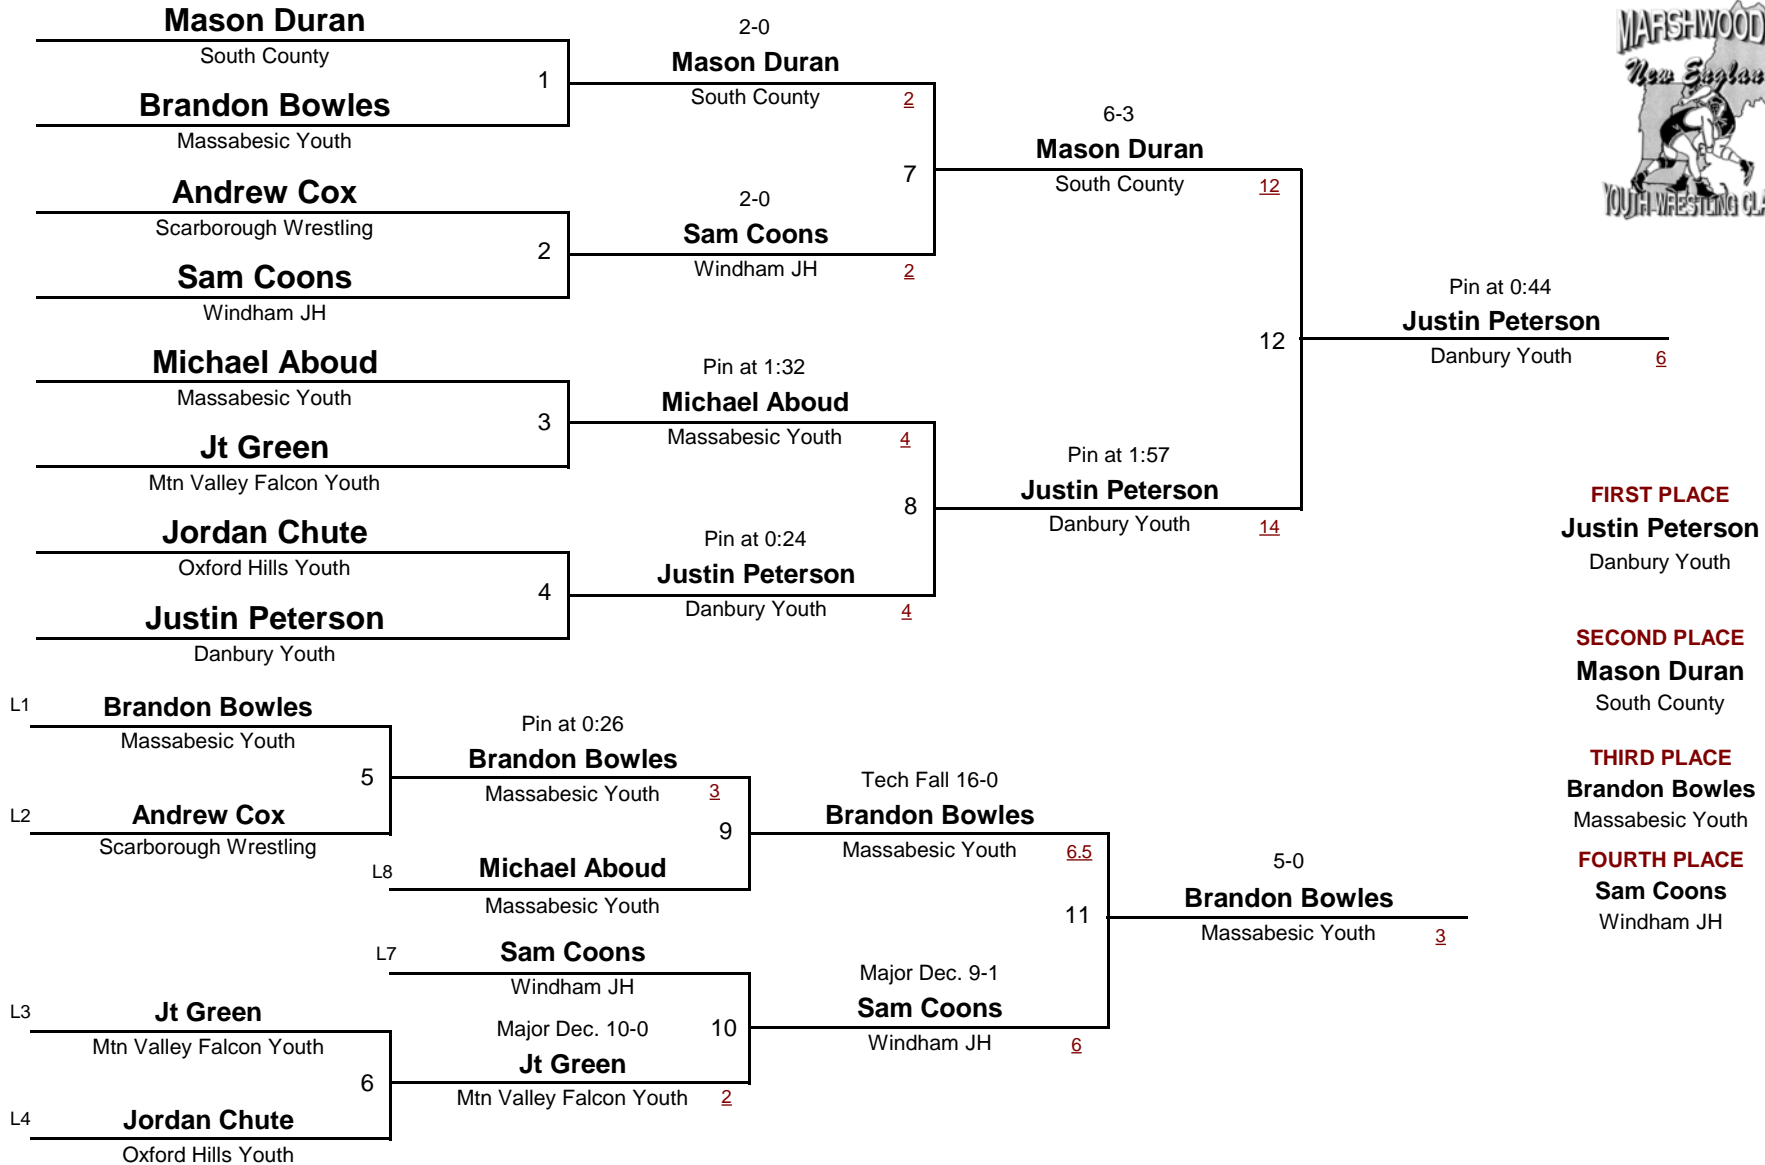 Mason Duran
South County
1
Brandon Bowles
Massabesic Youth
Andrew Cox
Scarborough Wrestling
2
Sam Coons
Windham JH
Michael Aboud
Massabesic Youth
3
Jt Green
Mtn Valley Falcon Youth
Jordan Chute
Oxford Hills Youth
4
Justin Peterson
Danbury Youth
2-0
Mason Duran
South County 2
7
2-0
Sam Coons
Windham JH 2
Pin at 1:32
Michael Aboud
Massabesic Youth 4
8
Pin at 0:24
Justin Peterson
Danbury Youth 4
6-3
Mason Duran
South County 12
12
Pin at 1:57
Justin Peterson
Danbury Youth 14
Pin at 0:44
Justin Peterson
Danbury Youth 6
MARSHWOOD
New Englan
YOUTH WRESTLING CLA
FIRST PLACE
Justin Peterson
Danbury Youth
SECOND PLACE
Mason Duran
South County
THIRD PLACE
Brandon Bowles
Massabesic Youth
FOURTH PLACE
Sam Coons
Windham JH
L1 Brandon Bowles
Massabesic Youth
5
L2 Andrew Cox
Scarborough Wrestling
L3 Jt Green
Mtn Valley Falcon Youth
6
L4 Jordan Chute
Oxford Hills Youth
Pin at 0:26
Brandon Bowles
Massabesic Youth 3
9
L8 Michael Aboud
Massabesic Youth
L7 Sam Coons
Windham JH
Major Dec. 10-0 10
Jt Green
Mtn Valley Falcon Youth 2
Tech Fall 16-0
Brandon Bowles
Massabesic Youth 6.5
11
Major Dec. 9-1
Sam Coons
Windham JH 6
5-0
Brandon Bowles
Massabesic Youth 3